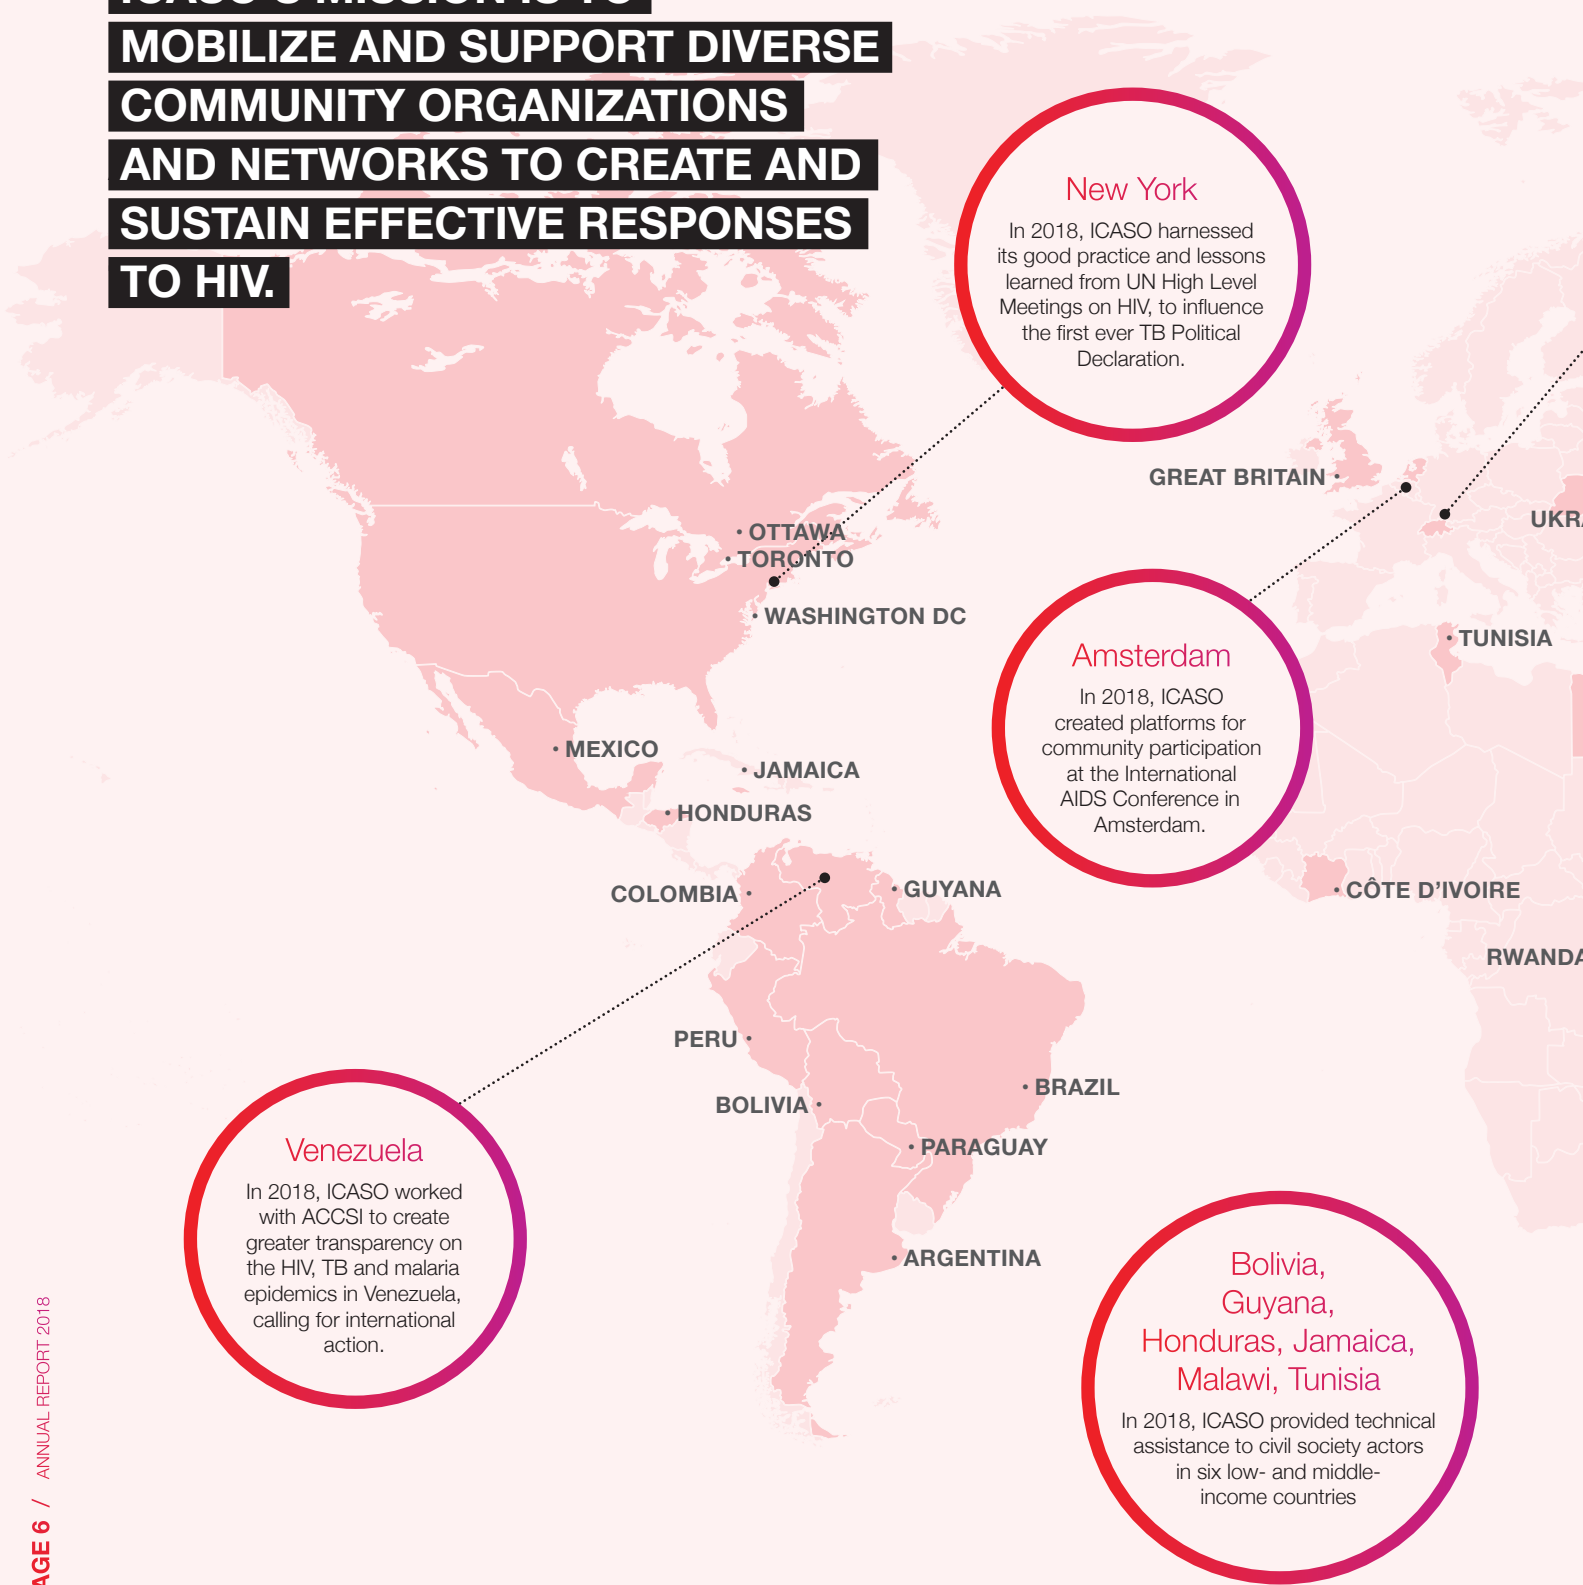 MOBILIZE AND SUPPORT DIVERSE
COMMUNITY ORGANIZATIONS
AND NETWORKS TO CREATE AND
SUSTAIN EFFECTIVE RESPONSES
TO HIV.
New York
In 2018, ICASO harnessed
its good practice and lessons
learned from UN High Level
Meetings on HIV, to influence
the first ever TB Political
Declaration.
GREAT BRITAIN
OTTAWA
TORONTO
WASHINGTON DC
TUNISIA
Amsterdam
In 2018, ICASO
created platforms for
community participation
at the International
AIDS Conference in
Amsterdam.
MEXICO
JAMAICA
HONDURAS
COLOMBIA
GUYANA
CÔTE D'IVOIRE
RWANDA
PERU
BRAZIL
BOLIVIA
PARAGUAY
ARGENTINA
Venezuela
In 2018, ICASO worked
with ACCSI to create
greater transparency on
the HIV, TB and malaria
epidemics in Venezuela,
calling for international
action.
Bolivia,
Guyana,
Honduras, Jamaica,
Malawi, Tunisia
In 2018, ICASO provided technical
assistance to civil society actors
in six low- and middle-
income countries
6 / ANNUAL REPORT 2018